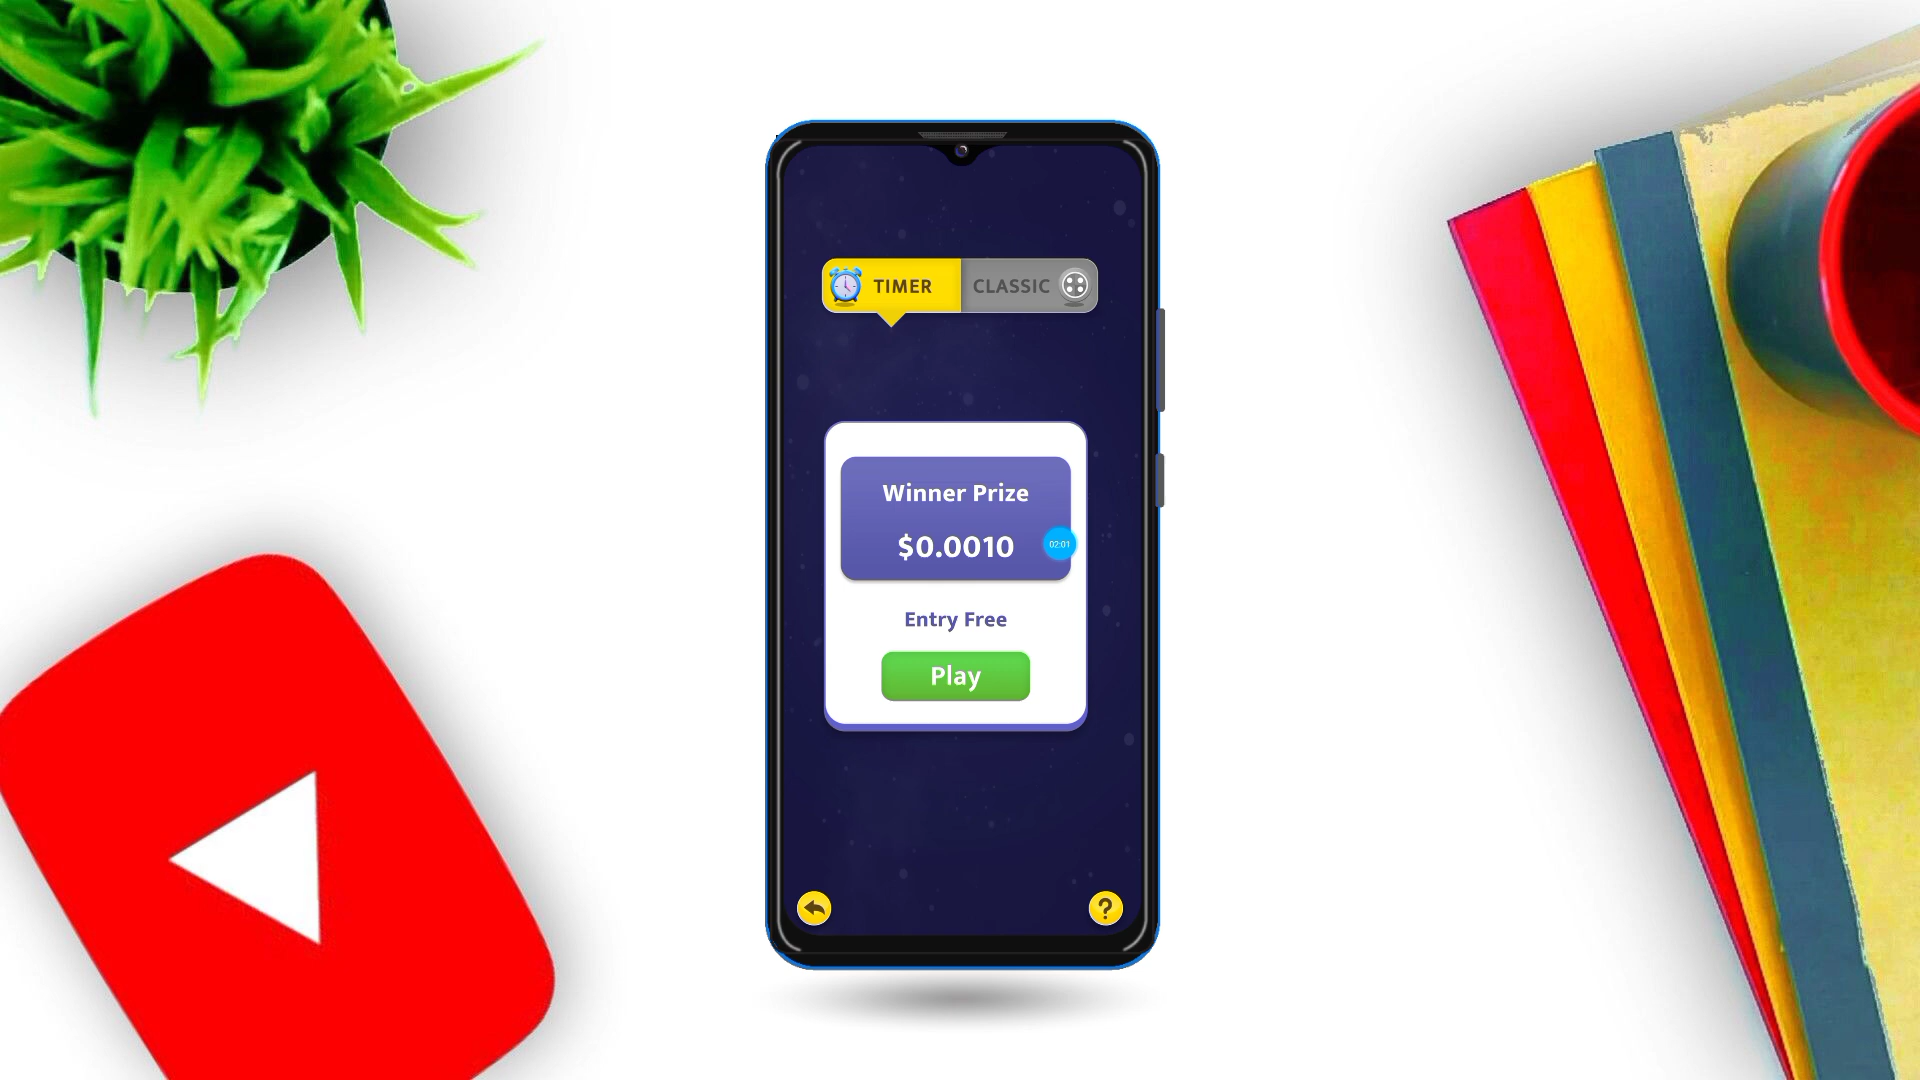 TIMER
CLASSIC
Winner Prize
$0.0010
02:01
Entry Free
Play
?